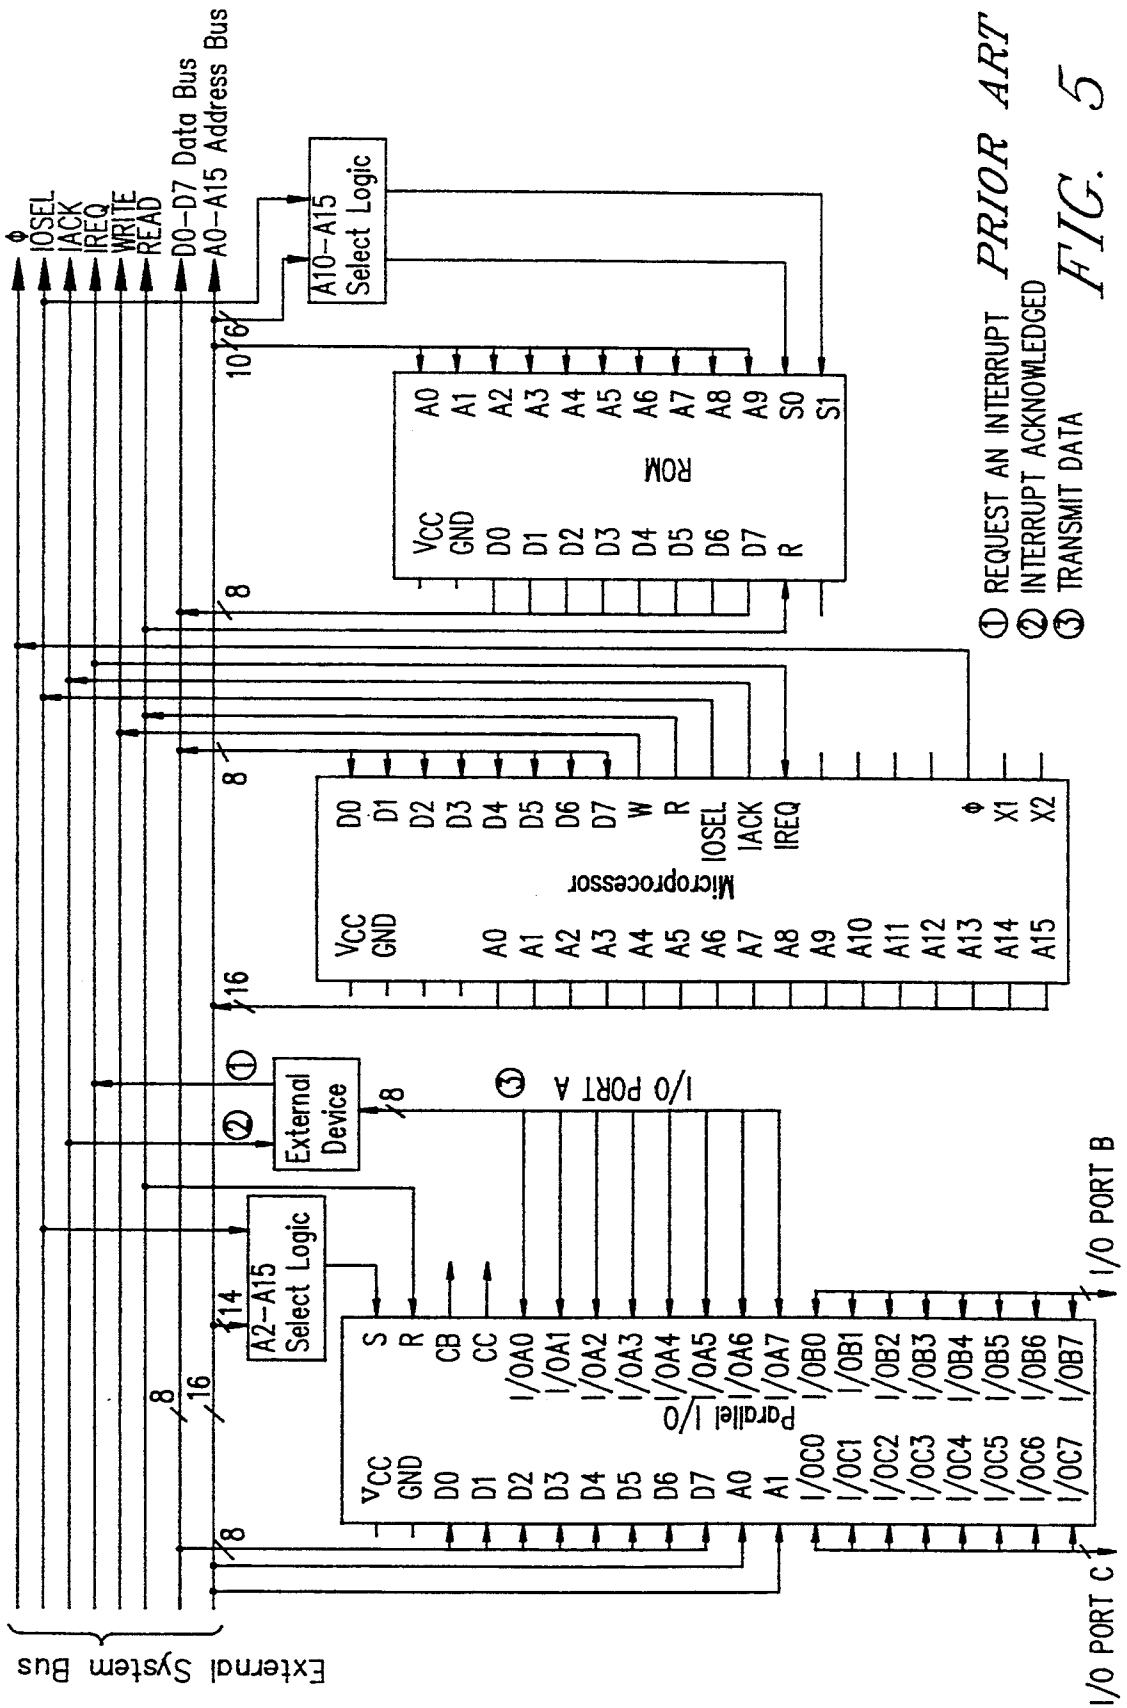 External System Bus
Φ
IOSEL
IACK
IREQ
WRITE
READ
D0-D7 Data Bus
A0-A15 Address Bus
8
16
14
A2-A15
Select Logic
②
①
External
Device
8
I/O PORT A
③
8
VCC
GND
D0
D1
D2
D3
D4
D5
D6
D7
A0
A1
I/OC0
I/OC1
I/OC2
I/OC3
I/OC4
I/OC5
I/OC6
I/OC7
Parallel I/O
S
R
CB
CC
I/OA0
I/OA1
I/OA2
I/OA3
I/OA4
I/OA5
I/OA6
I/OA7
I/OB0
I/OB1
I/OB2
I/OB3
I/OB4
I/OB5
I/OB6
I/OB7
I/O PORT C
I/O PORT B
16
VCC
GND
A0
A1
A2
A3
A4
A5
A6
A7
A8
A9
A10
A11
A12
A13
A14
A15
Microprocessor
D0
D1
D2
D3
D4
D5
D6
D7
W
R
IOSEL
IACK
IREQ
Φ
X1
X2
8
8
VCC
GND
D0
D1
D2
D3
D4
D5
D6
D7
R
ROM
A0
A1
A2
A3
A4
A5
A6
A7
A8
A9
S0
S1
10
6
A10-A15
Select Logic
① REQUEST AN INTERRUPT
② INTERRUPT ACKNOWLEDGED
③ TRANSMIT DATA
PRIOR ART
FIG. 5